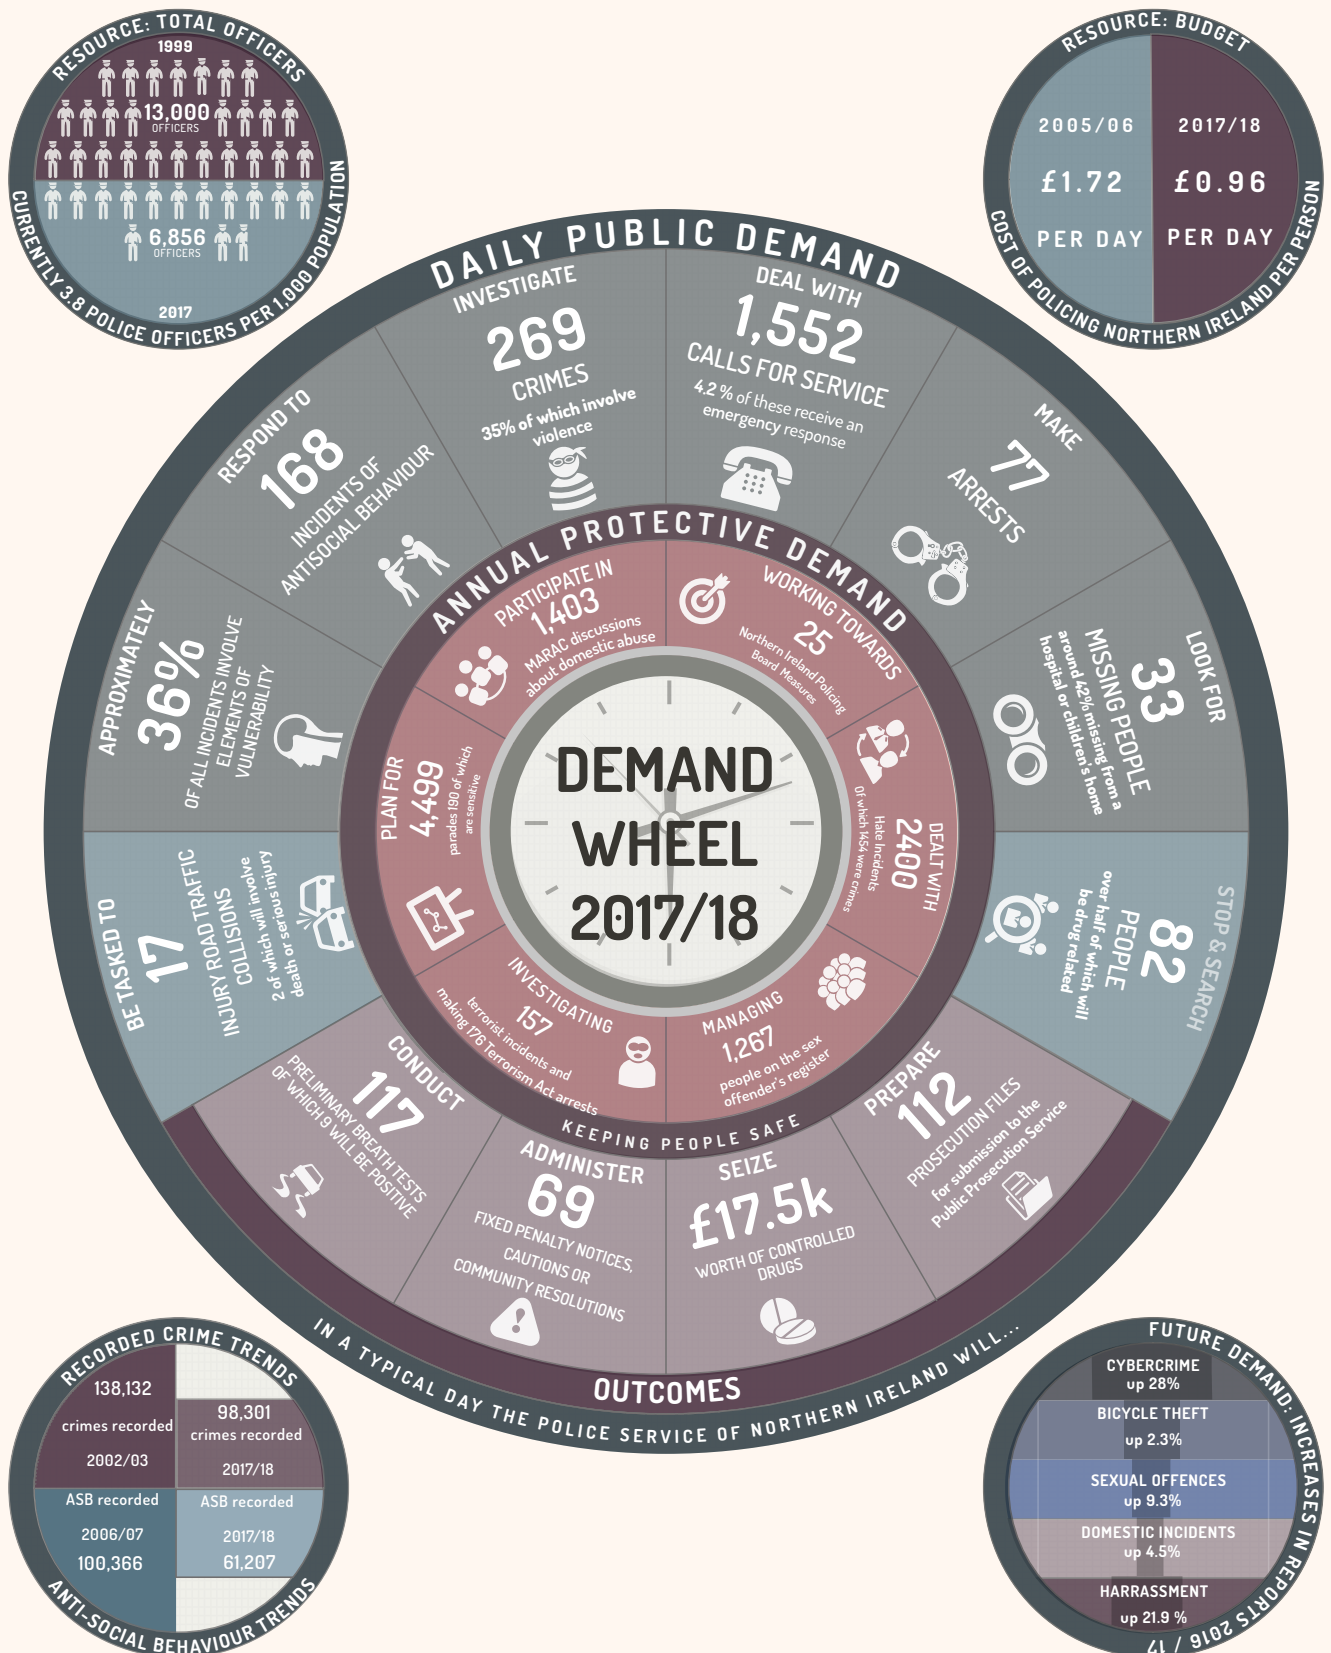 RESOURCE: TOTAL OFFICERS
1999
13,000
OFFICERS
6,856
OFFICERS
2017
CURRENTLY 3.8 POLICE OFFICERS PER 1,000 POPULATION
RESOURCE: BUDGET
2005/06
£1.72
PER DAY
2017/18
£0.96
PER DAY
COST OF POLICING NORTHERN IRELAND PER PERSON
DAILY PUBLIC DEMAND
INVESTIGATE
269
CRIMES
35% of which involve
violence
DEAL WITH
1,552
CALLS FOR SERVICE
4.2 % of these receive an
emergency response
MAKE
77
ARRESTS
LOOK FOR
33
MISSING PEOPLE
around 42% missing from a
hospital or children's home
STOP & SEARCH
82
PEOPLE
over half of which will
be drug related
PREPARE
112
PROSECUTION FILES
for submission to the
Public Prosecution Service
SEIZE
£17.5k
WORTH OF CONTROLLED
DRUGS
ADMINISTER
69
FIXED PENALTY NOTICES,
CAUTIONS OR
COMMUNITY RESOLUTIONS
CONDUCT
117
PRELIMINARY BREATH TESTS
OF WHICH 9 WILL BE POSITIVE
BE TASKED TO
17
INJURY ROAD TRAFFIC
COLLISIONS
2 of which will involve
death or serious injury
APPROXIMATELY
36%
OF ALL INCIDENTS INVOLVE
ELEMENTS OF
VULNERABILITY
RESPOND TO
168
INCIDENTS OF
ANTISOCIAL BEHAVIOUR
ANNUAL PROTECTIVE DEMAND
PARTICIPATE IN
1,403
MARAC discussions
about domestic abuse
WORKING TOWARDS
25
Northern Ireland Policing
Board Measures
DEALT WITH
2400
Hate Incidents
Of which 1454 were crimes
MANAGING
1,267
people on the sex
offender's register
INVESTIGATING
157
terrorist incidents and
making 176 Terrorism Act arrests
PLAN FOR
4,499
parades 190 of which
are sensitive
KEEPING PEOPLE SAFE
DEMAND
WHEEL
2017/18
OUTCOMES
IN A TYPICAL DAY THE POLICE SERVICE OF NORTHERN IRELAND WILL...
RECORDED CRIME TRENDS
138,132
crimes recorded
2002/03
98,301
crimes recorded
2017/18
ASB recorded
2006/07
100,366
ASB recorded
2017/18
61,207
ANTI-SOCIAL BEHAVIOUR TRENDS
FUTURE DEMAND: INCREASES IN REPORTS 2016 / 17
CYBERCRIME
up 28%
BICYCLE THEFT
up 2.3%
SEXUAL OFFENCES
up 9.3%
DOMESTIC INCIDENTS
up 4.5%
HARRASSMENT
up 21.9 %